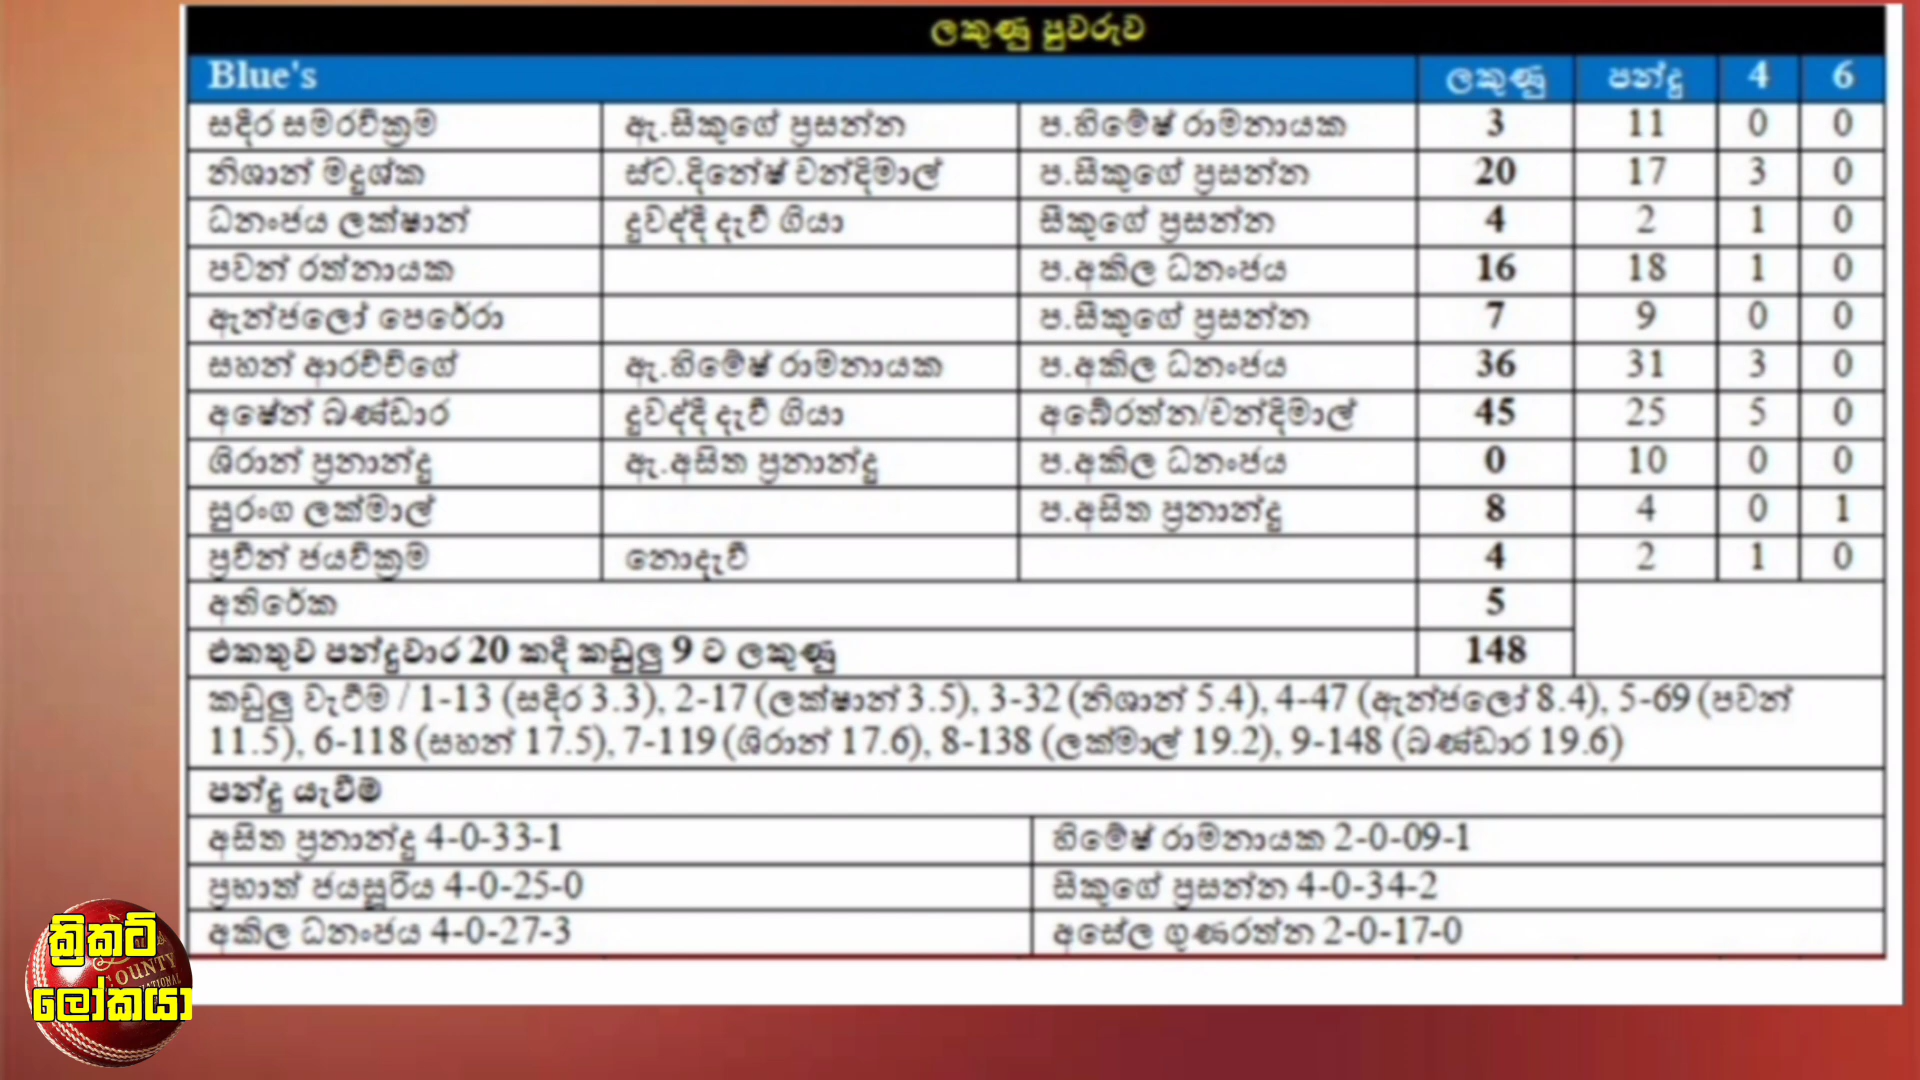 ලකුණු පුවරුව
Blue's ලකුණු පන්දු 4 6
සදීර සමරවික්‍රම ඇ.සීකුගේ ප්‍රසන්න ප.හිමේෂ් රාමනායක 3 11 0 0
නිශාන් මදුශ්ක ස්ට.දිනේෂ් චන්දිමාල් ප.සීකුගේ ප්‍රසන්න 20 17 3 0
ධනංජය ලක්ෂාන් දුවද්දී දැවී ගියා සීකුගේ ප්‍රසන්න 4 2 1 0
පවන් රත්නායක ප.අකිල ධනංජය 16 18 1 0
ඇන්ජලෝ පෙරේරා ප.සීකුගේ ප්‍රසන්න 7 9 0 0
සහන් ආරච්චිගේ ඇ.හිමේෂ් රාමනායක ප.අකිල ධනංජය 36 31 3 0
අෂේන් බණ්ඩාර දුවද්දී දැවී ගියා අබේරත්න/චන්දිමාල් 45 25 5 0
ශිරාන් ප්‍රනාන්දු ඇ.අසිත ප්‍රනාන්දු ප.අකිල ධනංජය 0 10 0 0
සුරංග ලක්මාල් ප.අසිත ප්‍රනාන්දු 8 4 0 1
ප්‍රවීන් ජයවික්‍රම නොදැවී 4 2 1 0
අතිරේක 5
එකතුව පන්දුවාර 20 කදී කඩුලු 9 ට ලකුණු 148
කඩුලු වැටීම / 1-13 (සදීර 3.3), 2-17 (ලක්ෂාන් 3.5), 3-32 (නිශාන් 5.4), 4-47 (ඇන්ජලෝ 8.4), 5-69 (පවන්
11.5), 6-118 (සහන් 17.5), 7-119 (ශිරාන් 17.6), 8-138 (ලක්මාල් 19.2), 9-148 (බණ්ඩාර 19.6)
පන්දු යැවීම
අසිත ප්‍රනාන්දු 4-0-33-1 හිමේෂ් රාමනායක 2-0-09-1
ප්‍රභාත් ජයසූරිය 4-0-25-0 සීකුගේ ප්‍රසන්න 4-0-34-2
අකිල ධනංජය 4-0-27-3 අසේල ගුණරත්න 2-0-17-0
ක්‍රිකට්
COUNTY
ලෝකයා